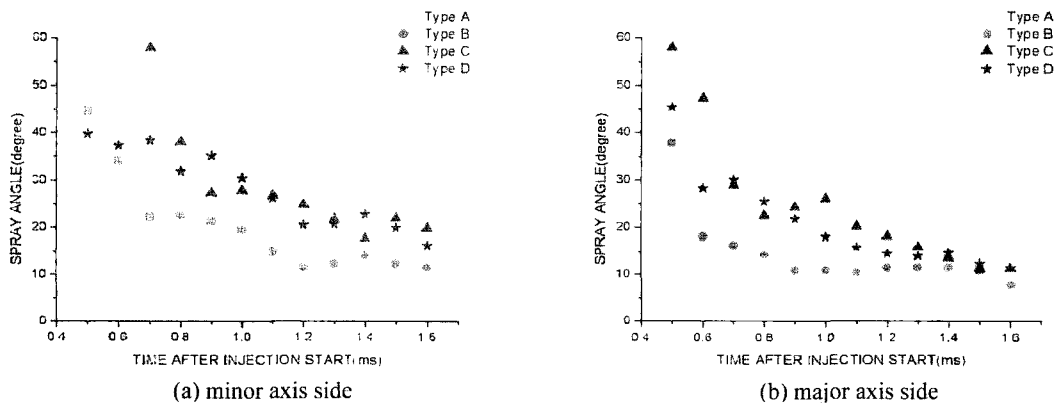 Type A
Type B
Type C
Type D
60
50
40
30
20
10
0
SPRAY ANGLE(degree)
0.4 0.6 0.8 1.0 1.2 1.4 1.6
TIME AFTER INJECTION START(ms)
(a) minor axis side
Type A
Type B
Type C
Type D
60
50
40
30
20
10
0
SPRAY ANGLE(degree)
0.4 0.6 0.8 1.0 1.2 1.4 1.6
TIME AFTER INJECTION START(ms)
(b) major axis side